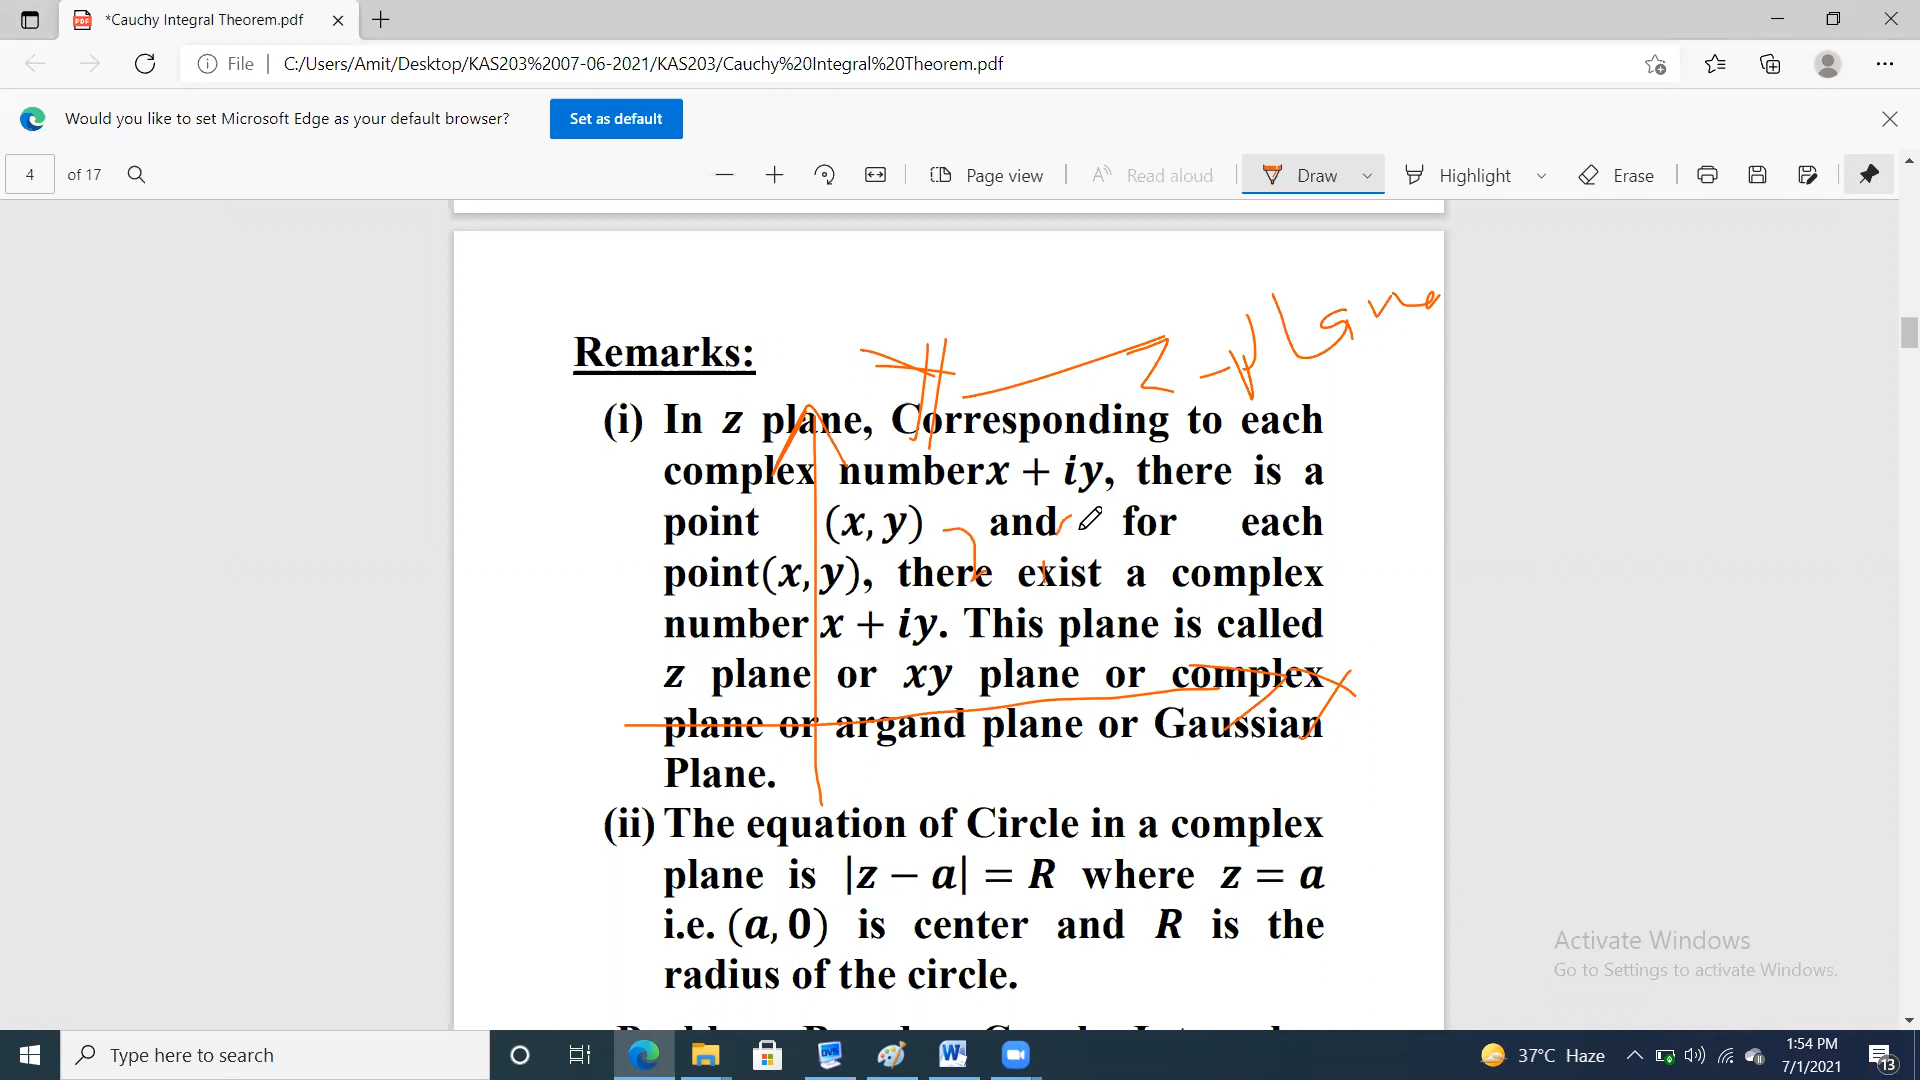 *Cauchy Integral Theorem.pdf
File C:/Users/Amit/Desktop/KAS203%2007-06-2021/KAS203/Cauchy%20Integral%20Theorem.pdf
Would you like to set Microsoft Edge as your default browser? Set as default
4 of 17 Page view Read aloud Draw Highlight Erase
Z - plane
Remarks:
(i) In z plane, Corresponding to each
complex number x + iy, there is a
point (x, y) and for each
point(x, y), there exist a complex
number x + iy. This plane is called
z plane or xy plane or complex
plane or argand plane or Gaussian
Plane.
(ii) The equation of Circle in a complex
plane is |z − a| = R where z = a
i.e. (a, 0) is center and R is the
radius of the circle.
Activate Windows
Go to Settings to activate Windows.
Type here to search
37°C Haze
1:54 PM
7/1/2021
13